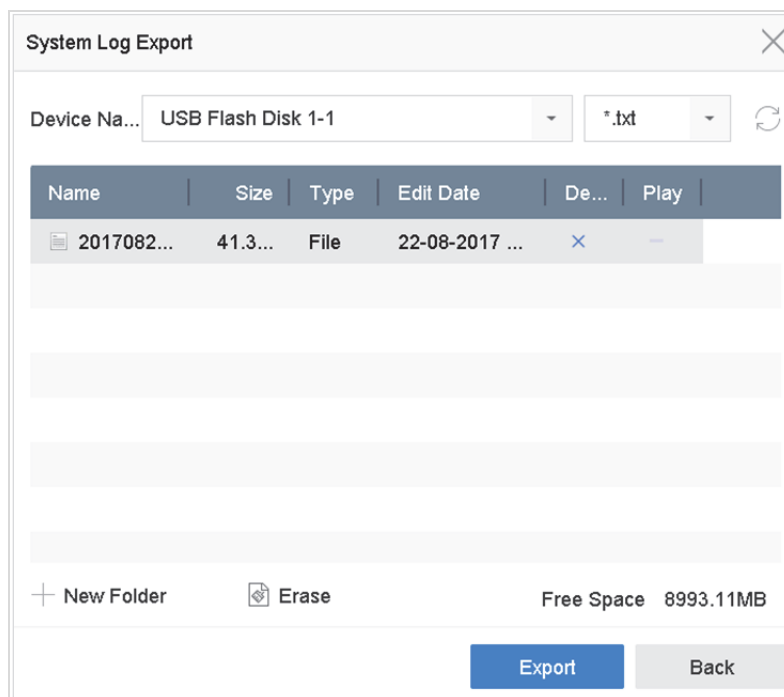 System Log Export
Device Na... USB Flash Disk 1-1 *.txt
Name Size Type Edit Date De... Play
2017082... 41.3... File 22-08-2017 ...
New Folder Erase Free Space 8993.11MB
Export Back